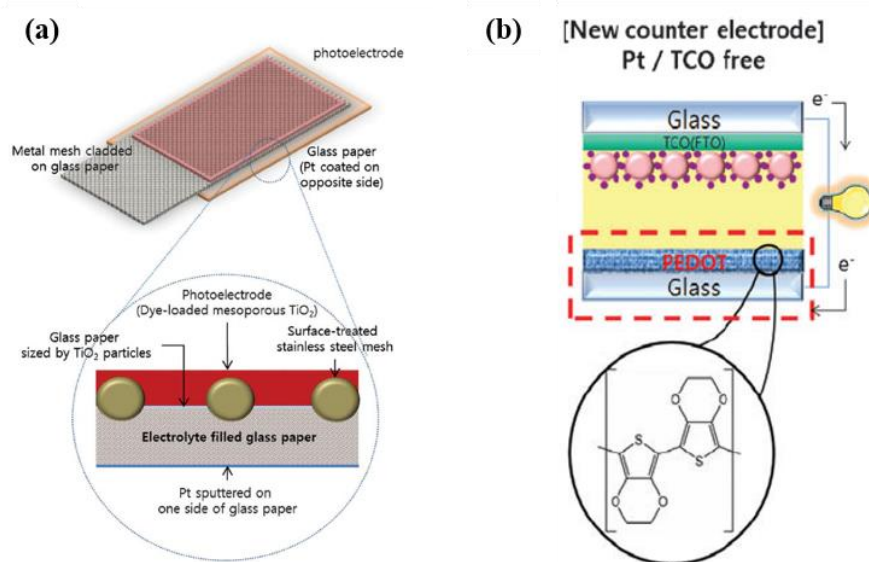 (a)
photoelectrode
Metal mesh cladded
on glass paper
Glass paper
(Pt coated on
opposite side)
Photoelectrode
(Dye-loaded mesoporous TiO₂)
Glass paper
sized by TiO₂ particles
Surface-treated
stainless steel mesh
Electrolyte filled glass paper
Pt sputtered on
one side of glass paper
(b)
[New counter electrode]
Pt / TCO free
e⁻
Glass
TCO(FTO)
PEDOT
e⁻
Glass
O
O
S
S
O
O